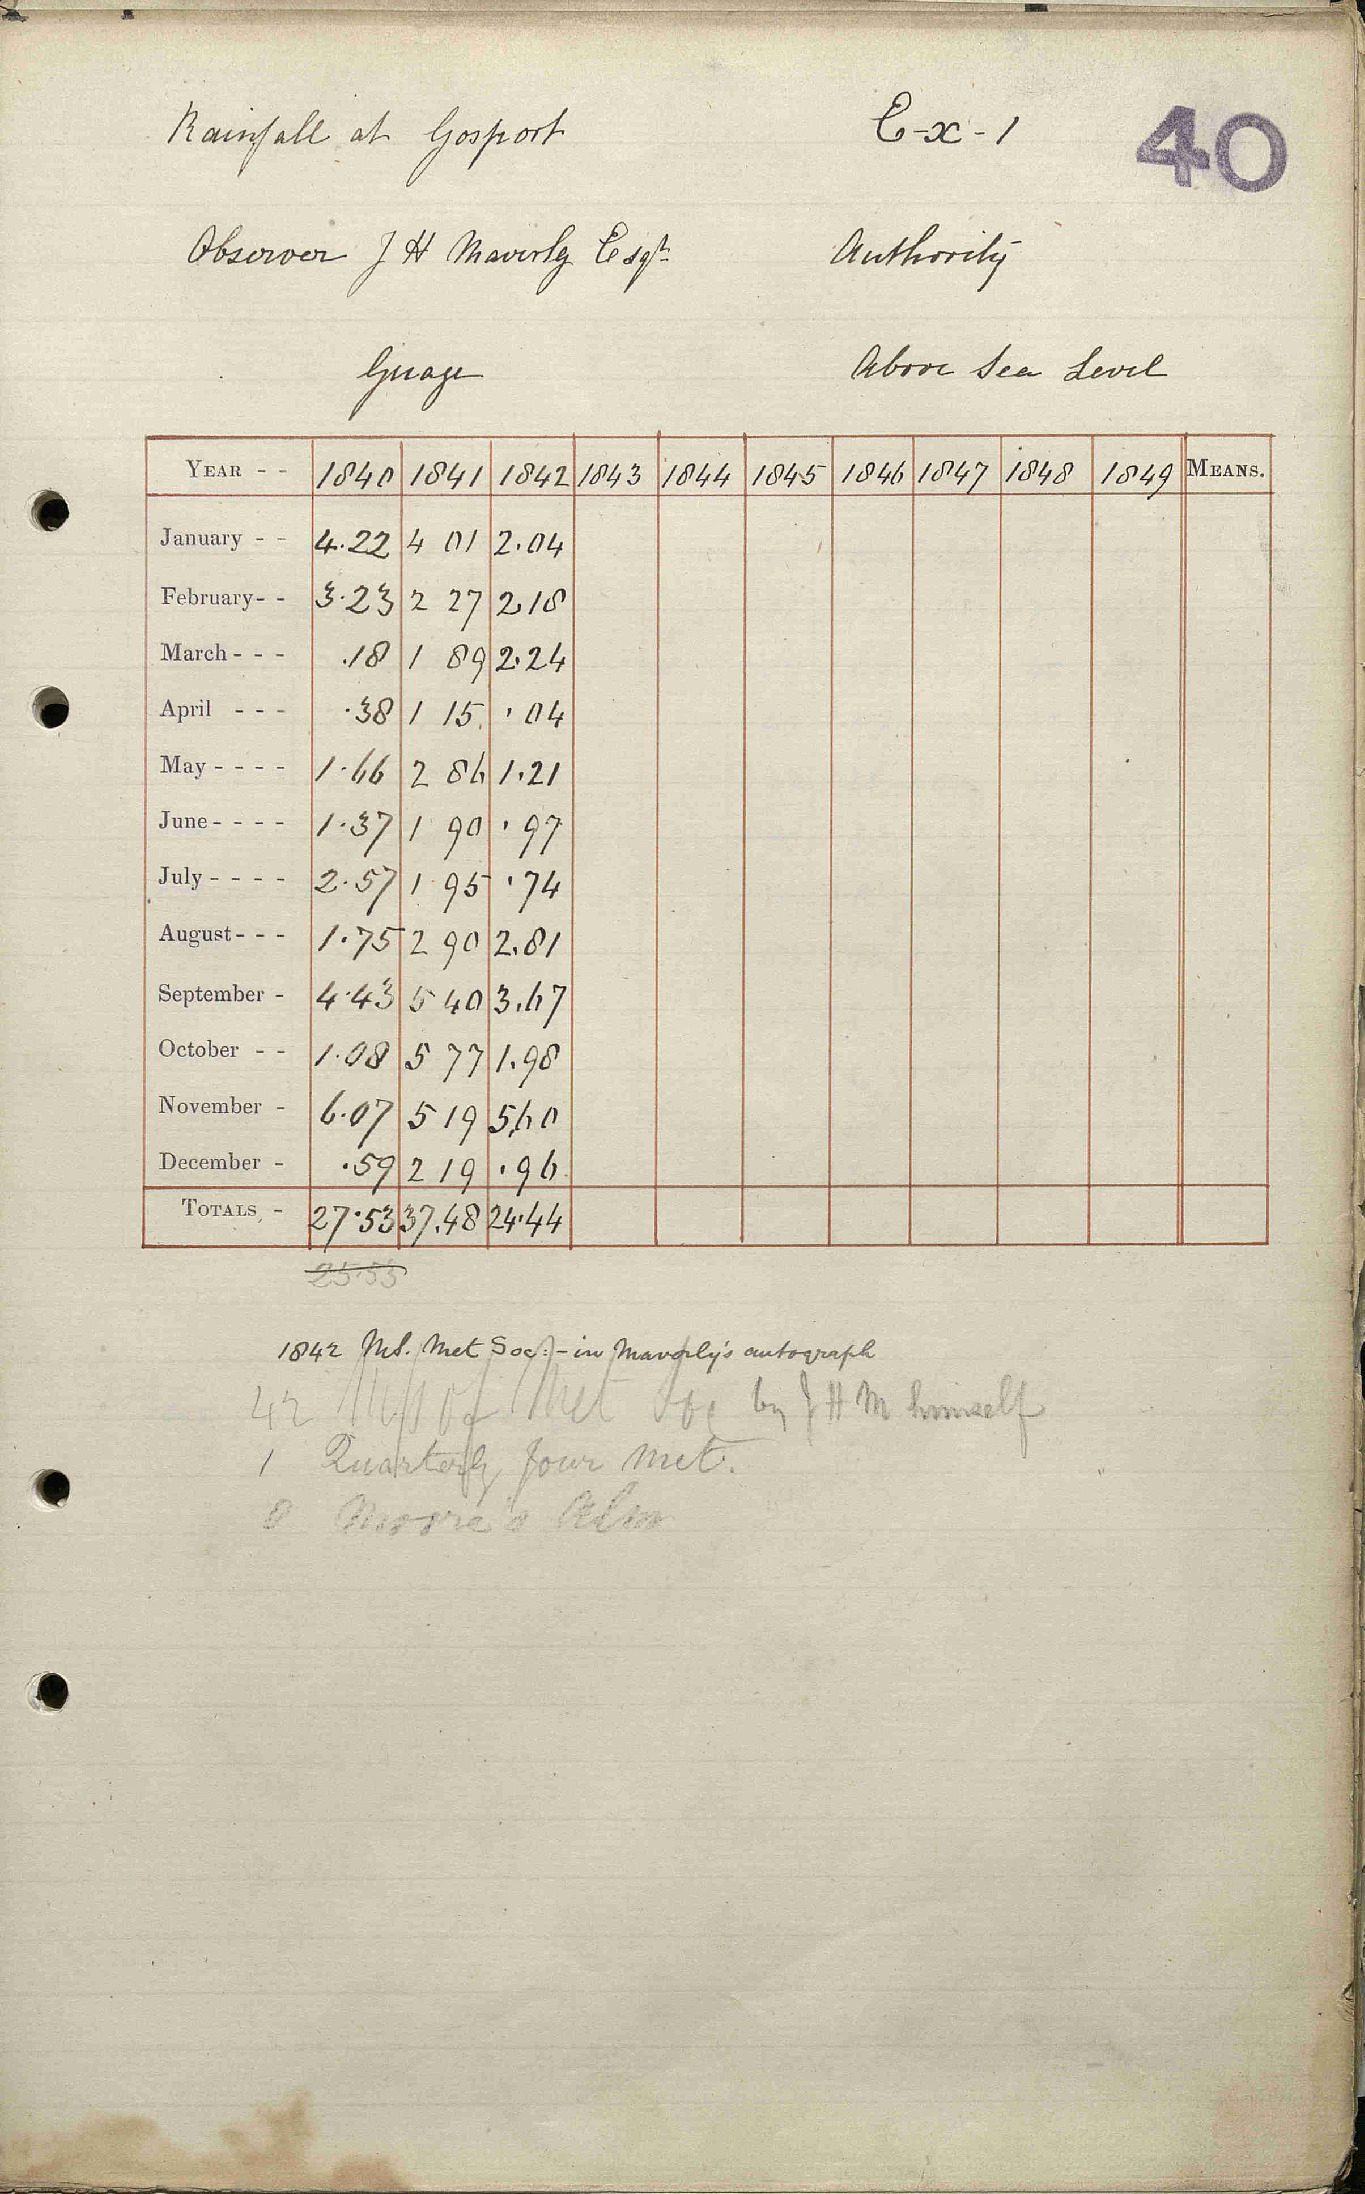 Rainfall at Gosport E-x-1 40
Observer J H Maverly Esqr. Authority
Guage Above Sea Level
YEAR - - 1840 1841 1842 1843 1844 1845 1846 1847 1848 1849 MEANS.
January - - 4.22 4 01 2.04
February - - 3.23 2 27 2.18
March - - - .18 1 89 2.24
April - - - .38 1 15 .04
May - - - - 1.66 2 86 1.21
June - - - - 1.37 1 90 .97
July - - - - 2.57 1 95 .74
August - - - 1.75 2 90 2.81
September - 4.43 5 40 3.67
October - - 1.08 5 77 1.98
November - 6.07 5 19 5.60
December - .59 2 19 .96
TOTALS - 27.53 37.48 24.44
25.53
1842 MS. Met Soc. - in Maverly's autograph
42 MSS of Met Soc by J H M himself
1 Quarterly Jour Met.
0 Moore's Alm